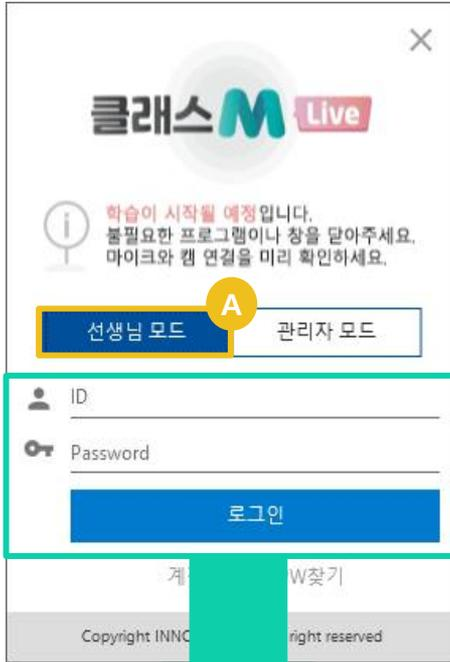 클래스 M Live
학습이 시작될 예정입니다.
불필요한 프로그램이나 창을 닫아주세요.
마이크와 캠 연결을 미리 확인하세요.
A
선생님 모드 관리자 모드
ID
Password
로그인
W찾기
Copyright right reserved